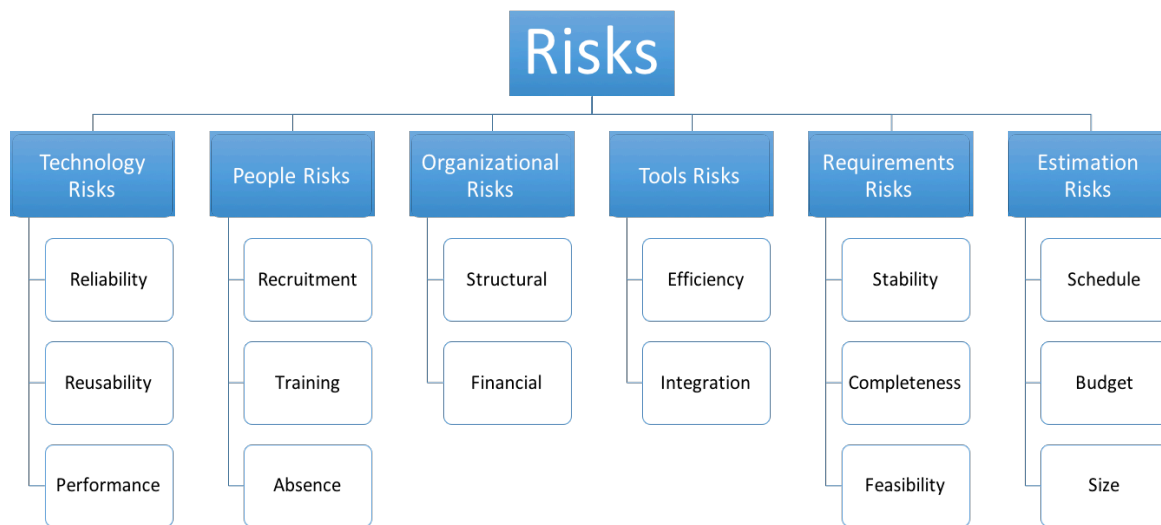 Risks
Technology
Risks
People Risks
Organizational
Risks
Tools Risks
Requirements
Risks
Estimation
Risks
Reliability
Recruitment
Structural
Efficiency
Stability
Schedule
Reusability
Training
Financial
Integration
Completeness
Budget
Performance
Absence
Feasibility
Size